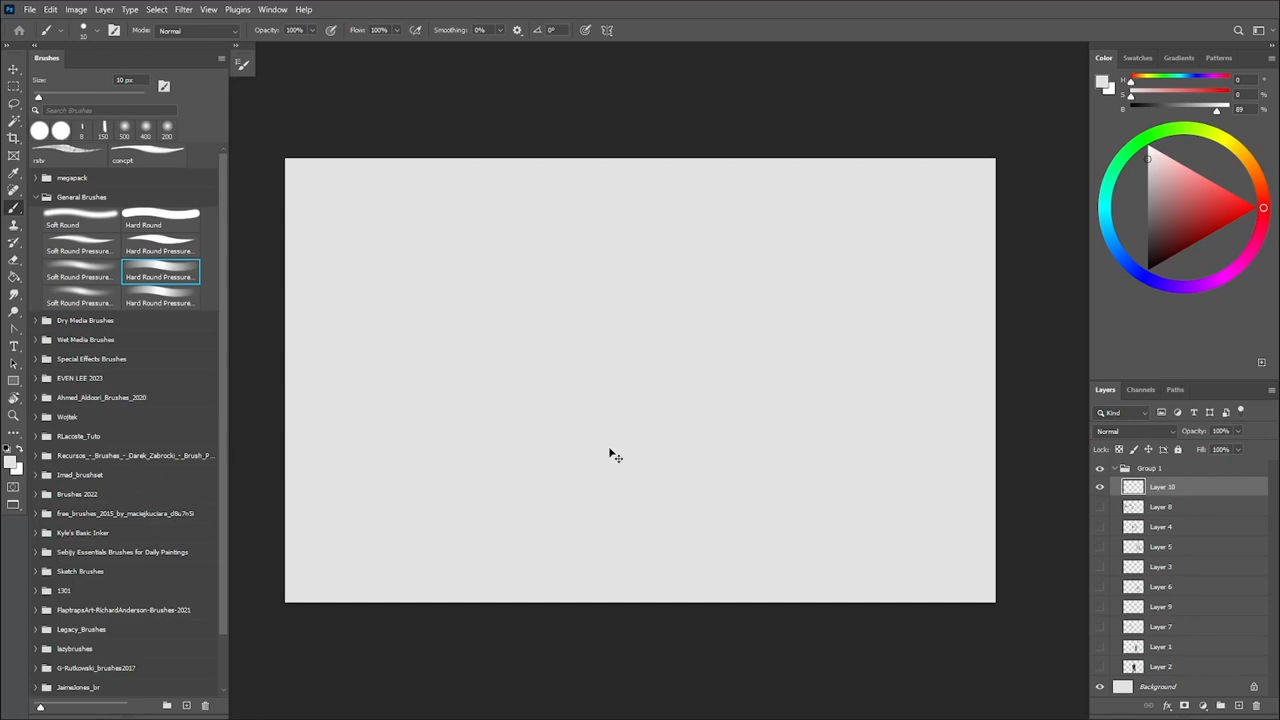 Ps File Edit Image Layer Type Select Filter View Plugins Window Help
10 Mode: Normal Opacity: 100% Flow: 100% Smoothing: 0% 0°
Brushes
Size: 10 px
Search Brushes
8 150 500 400 200
rstv concpt
megapack
General Brushes
Soft Round Hard Round
Soft Round Pressure... Hard Round Pressure...
Soft Round Pressure... Hard Round Pressure...
Soft Round Pressure... Hard Round Pressure...
Dry Media Brushes
Wet Media Brushes
Special Effects Brushes
EVEN LEE 2023
Ahmed_Aldoori_Brushes_2020
Wojtek
RLacoste_Tuto
Recursos_-_Brushes_-_Darek_Zabrocki_-_Brush_P...
Imad_brushset
Brushes 2022
free_brushes_2015_by_maciejkuciara_d8u7n5i
Kyle's Basic Inker
Sebijy Essentials Brushes for Daily Paintings
Sketch Brushes
1301
FlaptrapsArt-RichardAnderson-Brushes-2021
Legacy_Brushes
lazybrushes
G-Rutkowski_brushes2017
JaimeJones_br
Color Swatches Gradients Patterns
H 0 °
S 0 %
B 89 %
Layers Channels Paths
Kind
Normal Opacity: 100%
Lock: Fill: 100%
Group 1
Layer 10
Layer 8
Layer 4
Layer 5
Layer 3
Layer 6
Layer 9
Layer 7
Layer 1
Layer 2
Background
fx